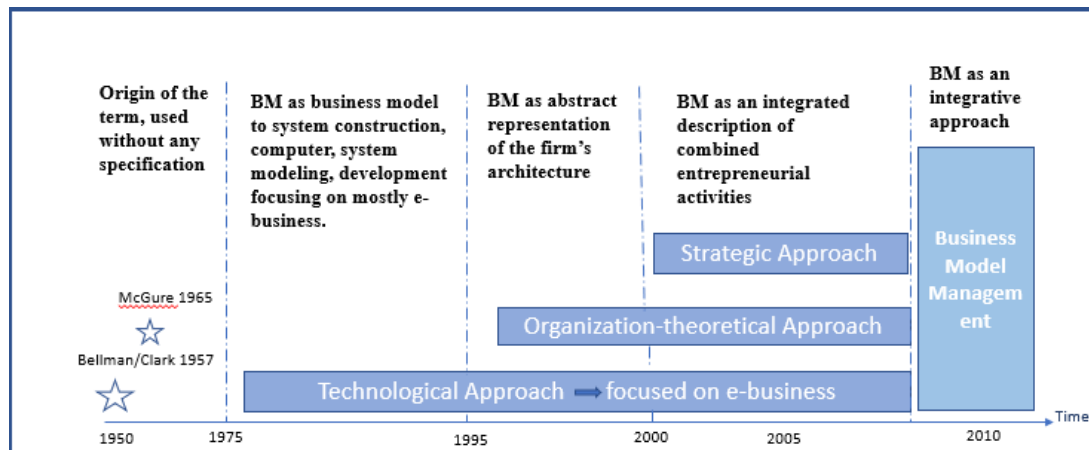 Origin of the
term, used
without any
specification
BM as business model
to system construction,
computer, system
modeling, development
focusing on mostly e-
business.
BM as abstract
representation
of the firm's
architecture
BM as an integrated
description of
combined
entrepreneurial
activities
BM as an
integrative
approach
Strategic Approach
Business
Model
Managem
ent
McGure 1965
Organization-theoretical Approach
Bellman/Clark 1957
Technological Approach focused on e-business
Time
1950
1975
1995
2000
2005
2010